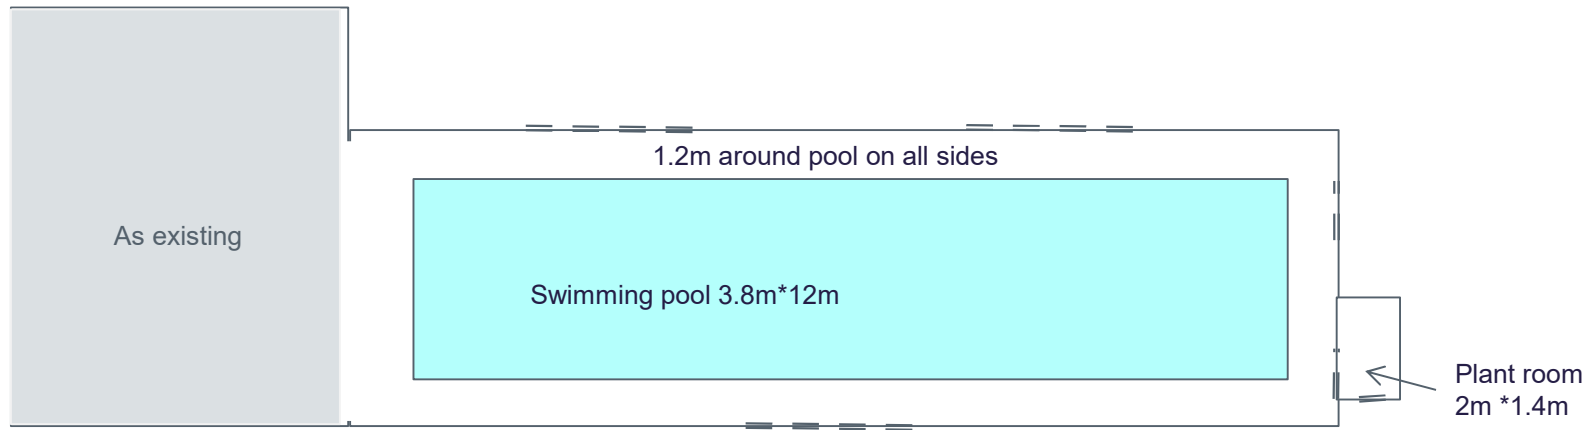 1.2m around pool on all sides
As existing
Swimming pool 3.8m*12m
Plant room
2m *1.4m